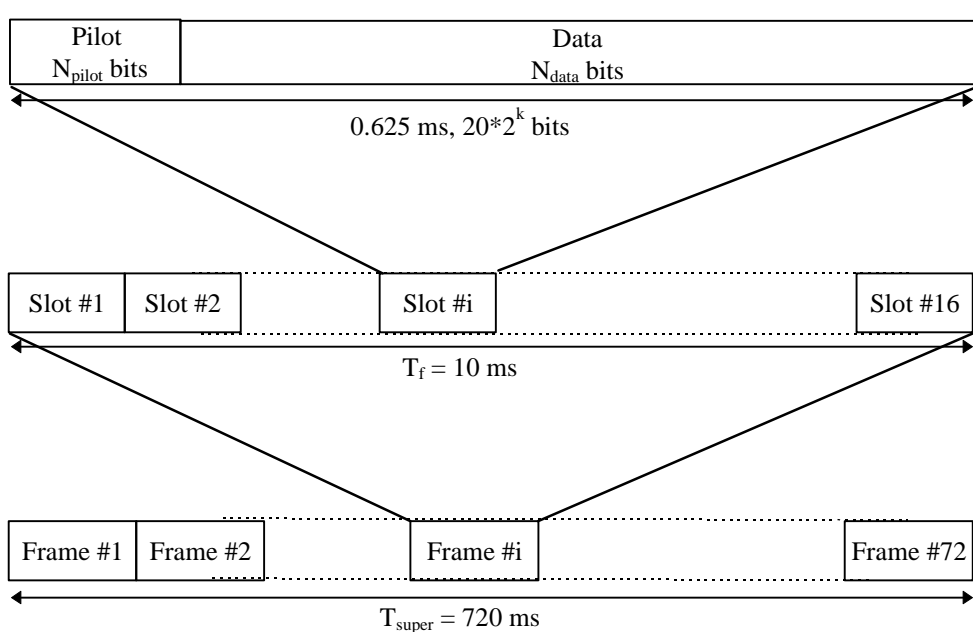 Pilot
N_pilot bits
Data
N_data bits
0.625 ms, 20*2^k bits
Slot #1
Slot #2
Slot #i
Slot #16
T_f = 10 ms
Frame #1
Frame #2
Frame #i
Frame #72
T_super = 720 ms